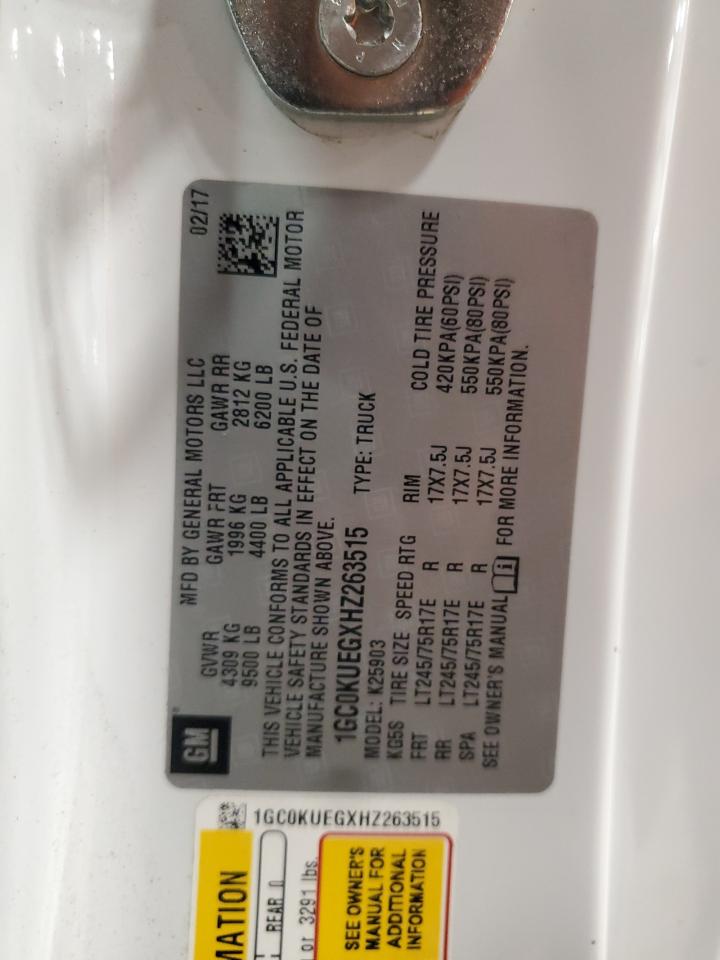 GM
MFD BY GENERAL MOTORS LLC 02/17
GVWR GAWR FRT GAWR RR
4309 KG 1996 KG 2812 KG
9500 LB 4400 LB 6200 LB
THIS VEHICLE CONFORMS TO ALL APPLICABLE U.S. FEDERAL MOTOR
VEHICLE SAFETY STANDARDS IN EFFECT ON THE DATE OF
MANUFACTURE SHOWN ABOVE.
1GC0KUEGXHZ263515 TYPE: TRUCK
MODEL: K25903
KG5S TIRE SIZE SPEED RTG RIM COLD TIRE PRESSURE
FRT LT245/75R17E R 17X7.5J 420KPA(60PSI)
RR LT245/75R17E R 17X7.5J 550KPA(80PSI)
SPA LT245/75R17E R 17X7.5J 550KPA(80PSI)
SEE OWNER'S MANUAL FOR MORE INFORMATION.
1GC0KUEGXHZ263515
REAR
3291 lbs.
SEE OWNER'S
MANUAL FOR
ADDITIONAL
INFORMATION